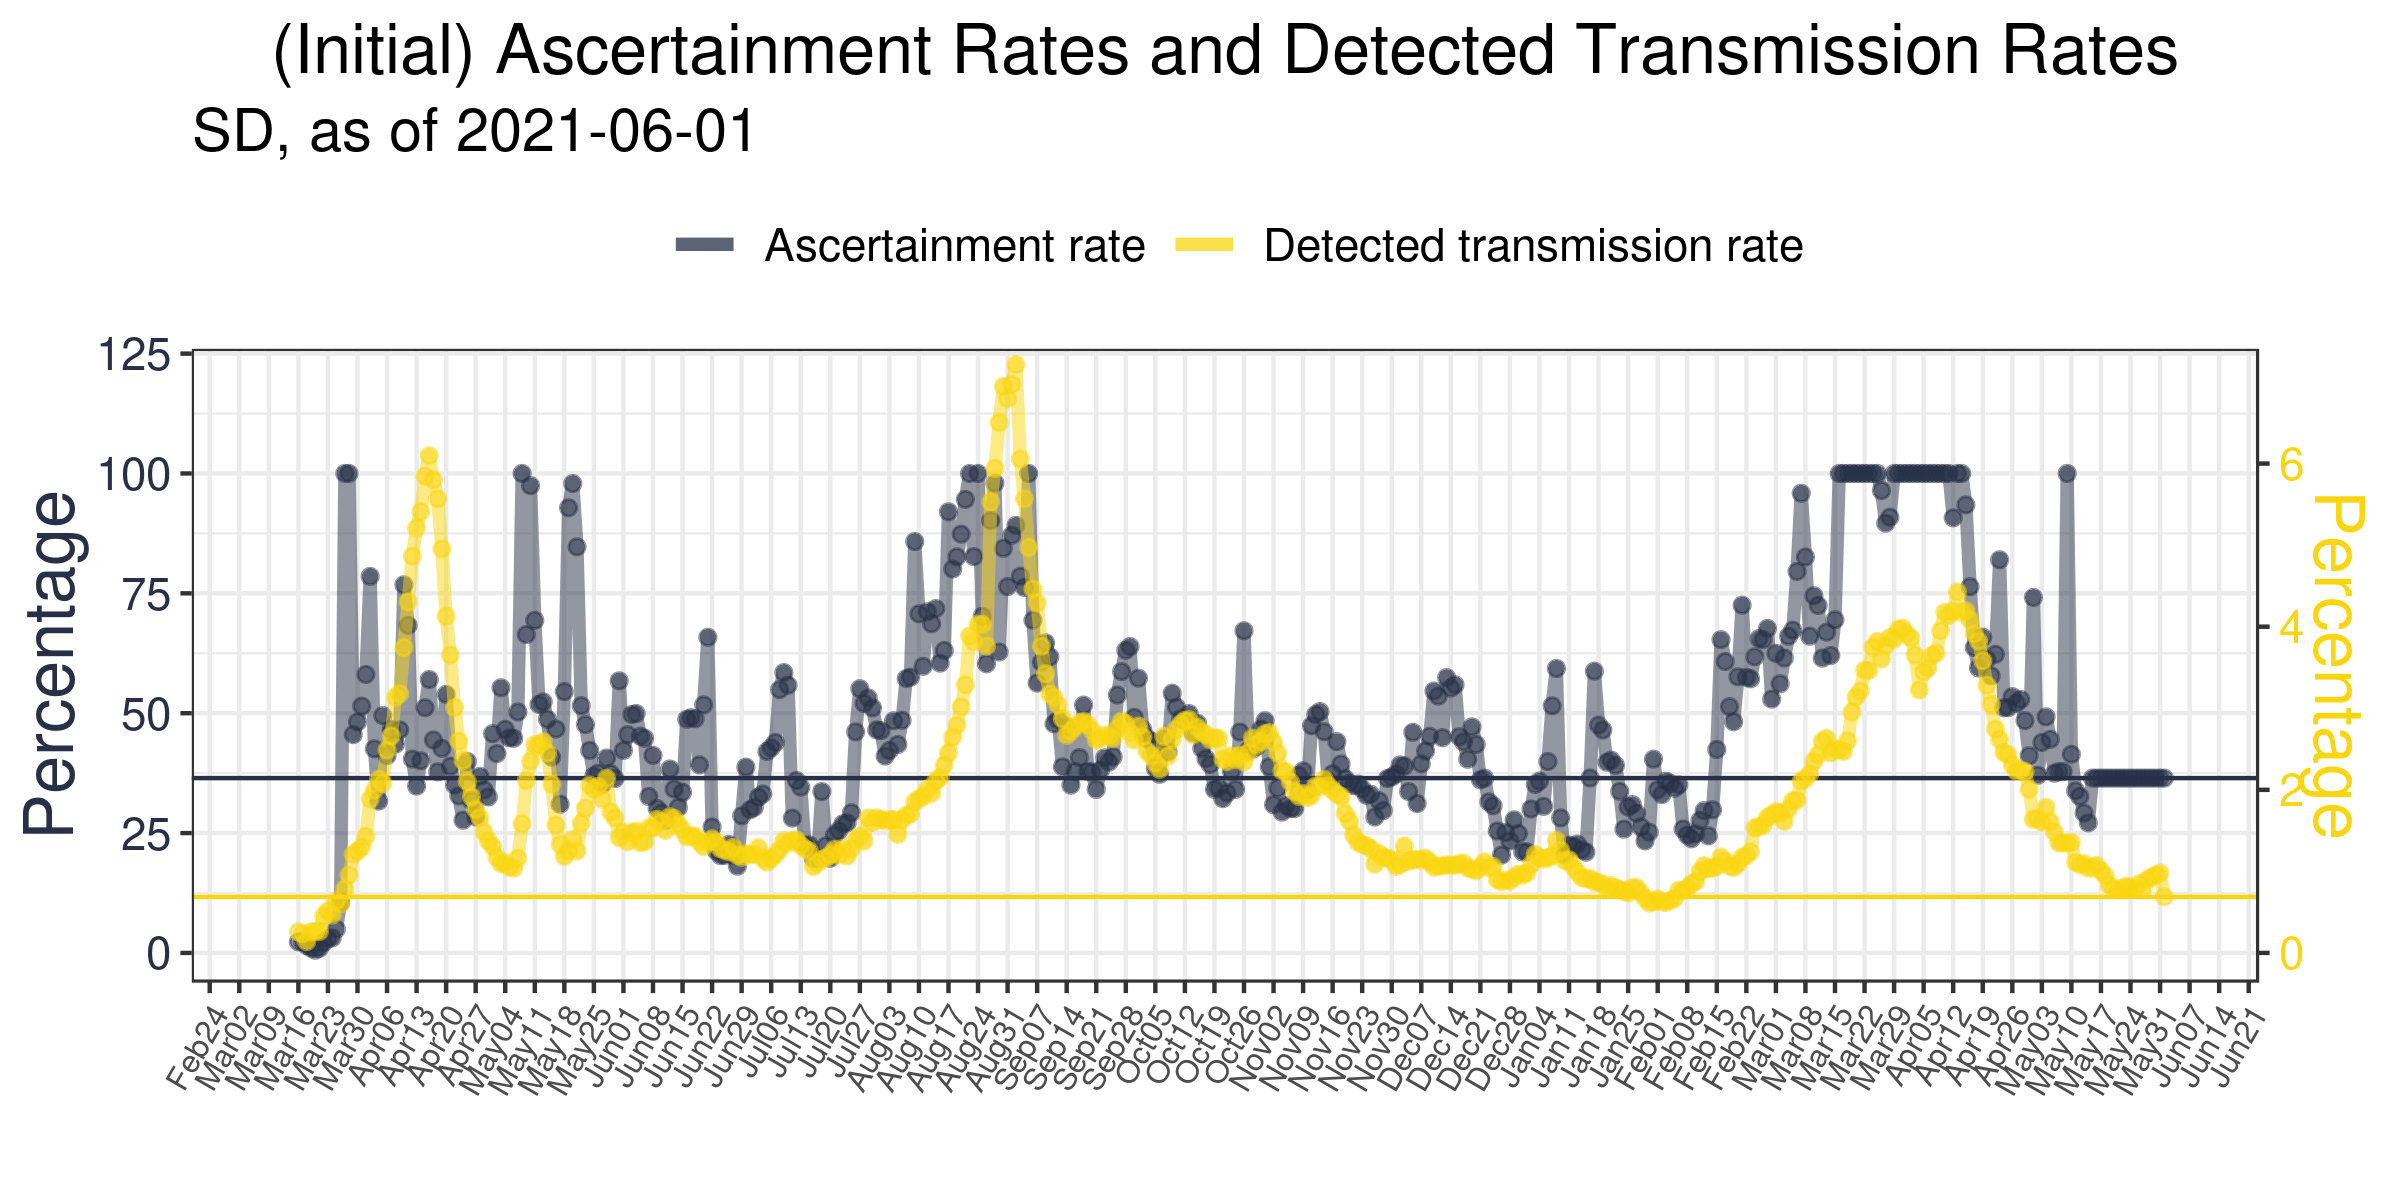 (Initial) Ascertainment Rates and Detected Transmission Rates
SD, as of 2021-06-01
Ascertainment rate
Detected transmission rate
Percentage
125
100
75
50
25
0
6
4
2
0
Percentage
Feb24
Mar02
Mar09
Mar16
Mar23
Mar30
Apr06
Apr13
Apr20
Apr27
May04
May11
May18
May25
Jun01
Jun08
Jun15
Jun22
Jun29
Jul06
Jul13
Jul20
Jul27
Aug03
Aug10
Aug17
Aug24
Aug31
Sep07
Sep14
Sep21
Sep28
Oct05
Oct12
Oct19
Oct26
Nov02
Nov09
Nov16
Nov23
Nov30
Dec07
Dec14
Dec21
Dec28
Jan04
Jan11
Jan18
Jan25
Feb01
Feb08
Feb15
Feb22
Mar01
Mar08
Mar15
Mar22
Mar29
Apr05
Apr12
Apr19
Apr26
May03
May10
May17
May24
May31
Jun07
Jun14
Jun21